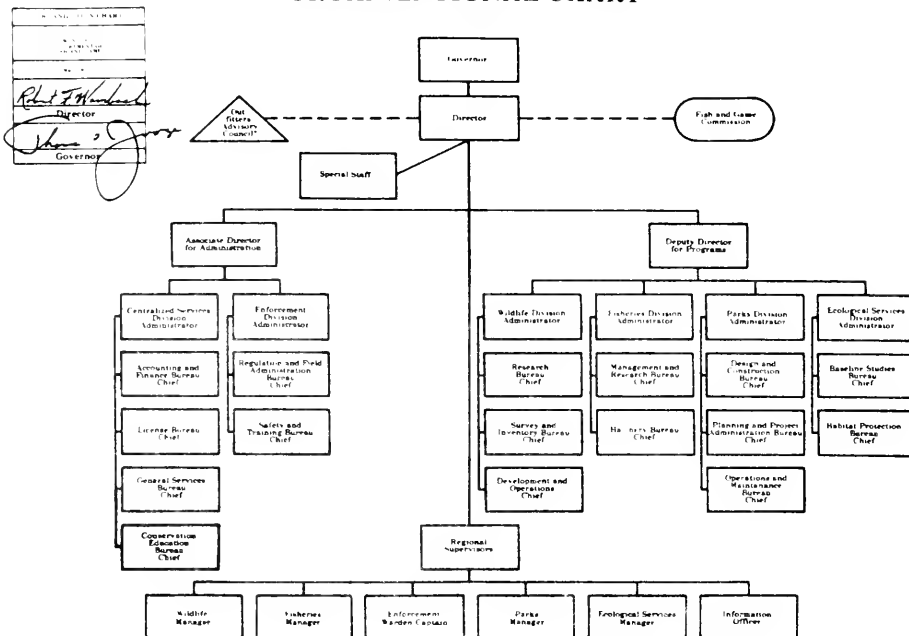 ORGANIZATIONAL CHART
Robert F Wambach
Director
Governor
Governor
Director
Out
fitters
Advisory
Council*
Fish and Game
Commission
Special Staff
Associate Director
for Administration
Deputy Director
for Programs
Centralized Services
Division
Administrator
Enforcement
Division
Administrator
Wildlife Division
Administrator
Fisheries Division
Administrator
Parks Division
Administrator
Ecological Services
Division
Administrator
Accounting and
Finance Bureau
Chief
Regulation and Field
Administration
Bureau
Chief
Research
Bureau
Chief
Management and
Research Bureau
Chief
Design and
Construction
Bureau
Chief
Baseline Studies
Bureau
Chief
License Bureau
Chief
Safety and
Training Bureau
Chief
Survey and
Inventory Bureau
Chief
Hatchery Bureau
Chief
Planning and Project
Administration Bureau
Chief
Habitat Protection
Bureau
Chief
General Services
Bureau
Chief
Development and
Operations
Chief
Operations and
Maintenance
Bureau
Chief
Conservation
Education
Bureau
Chief
Regional
Supervisors
Wildlife
Manager
Fisheries
Manager
Enforcement
Warden Captain
Parks
Manager
Ecological Services
Manager
Information
Officer